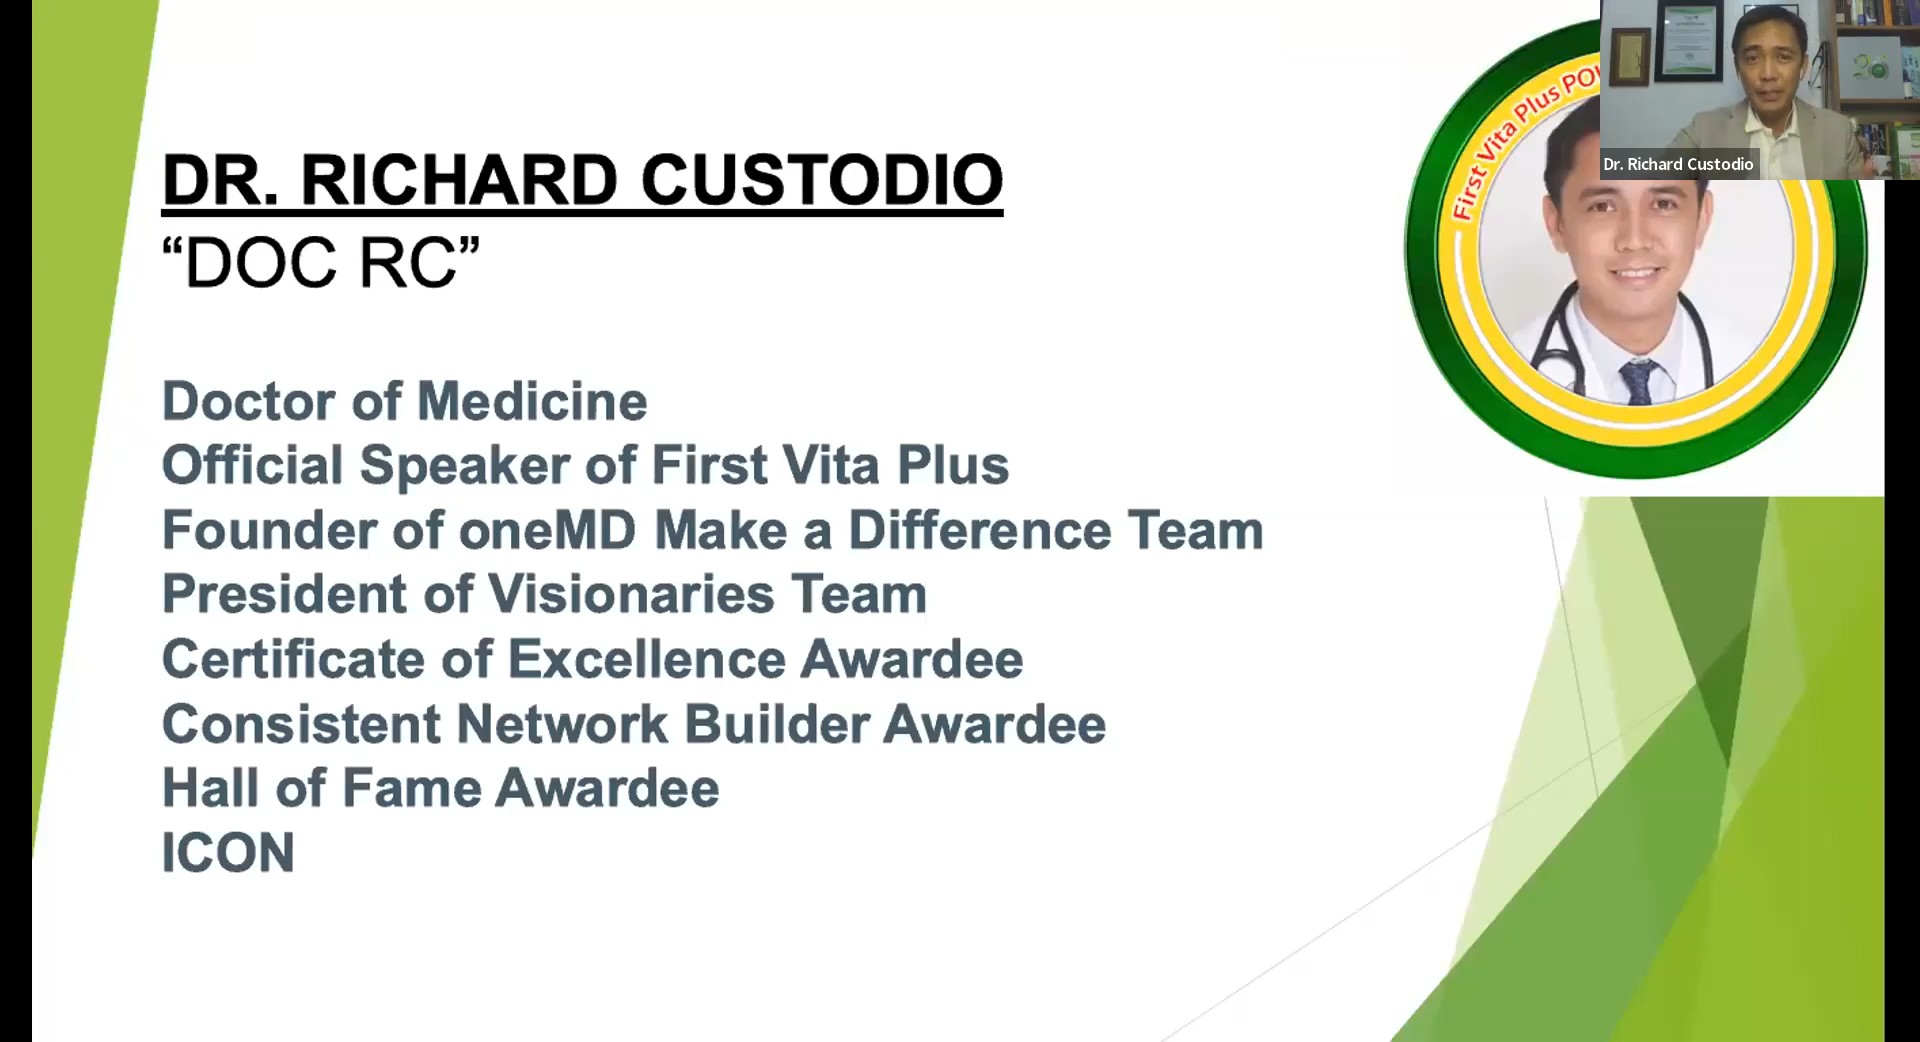 DR. RICHARD CUSTODIO
“DOC RC”
Doctor of Medicine
Official Speaker of First Vita Plus
Founder of oneMD Make a Difference Team
President of Visionaries Team
Certificate of Excellence Awardee
Consistent Network Builder Awardee
Hall of Fame Awardee
ICON
First Vita Plus
Dr. Richard Custodio